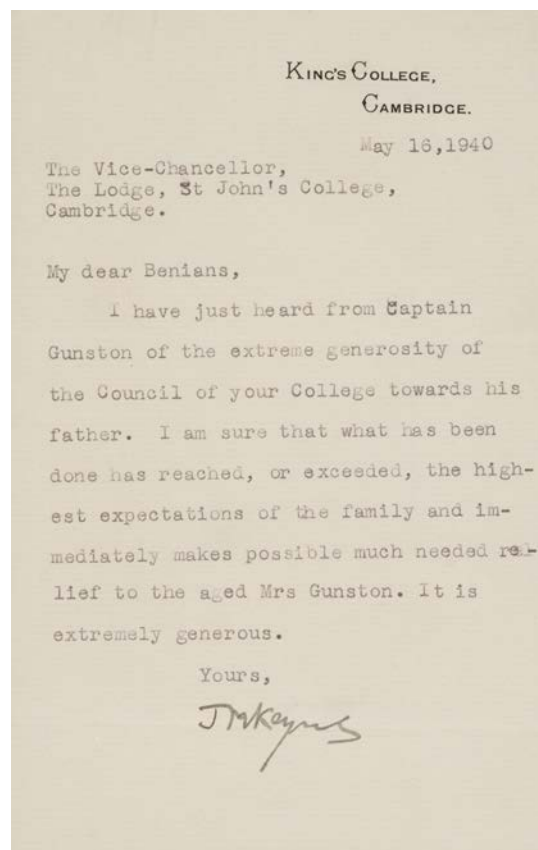 KING'S COLLEGE,
CAMBRIDGE.
May 16,1940
The Vice-Chancellor,
The Lodge, St John's College,
Cambridge.
My dear Benians,
I have just heard from Captain
Gunston of the extreme generosity of
the Council of your College towards his
father. I am sure that what has been
done has reached, or exceeded, the high-
est expectations of the family and im-
mediately makes possible much needed re-
lief to the aged Mrs Gunston. It is
extremely generous.
Yours,
JMKeynes